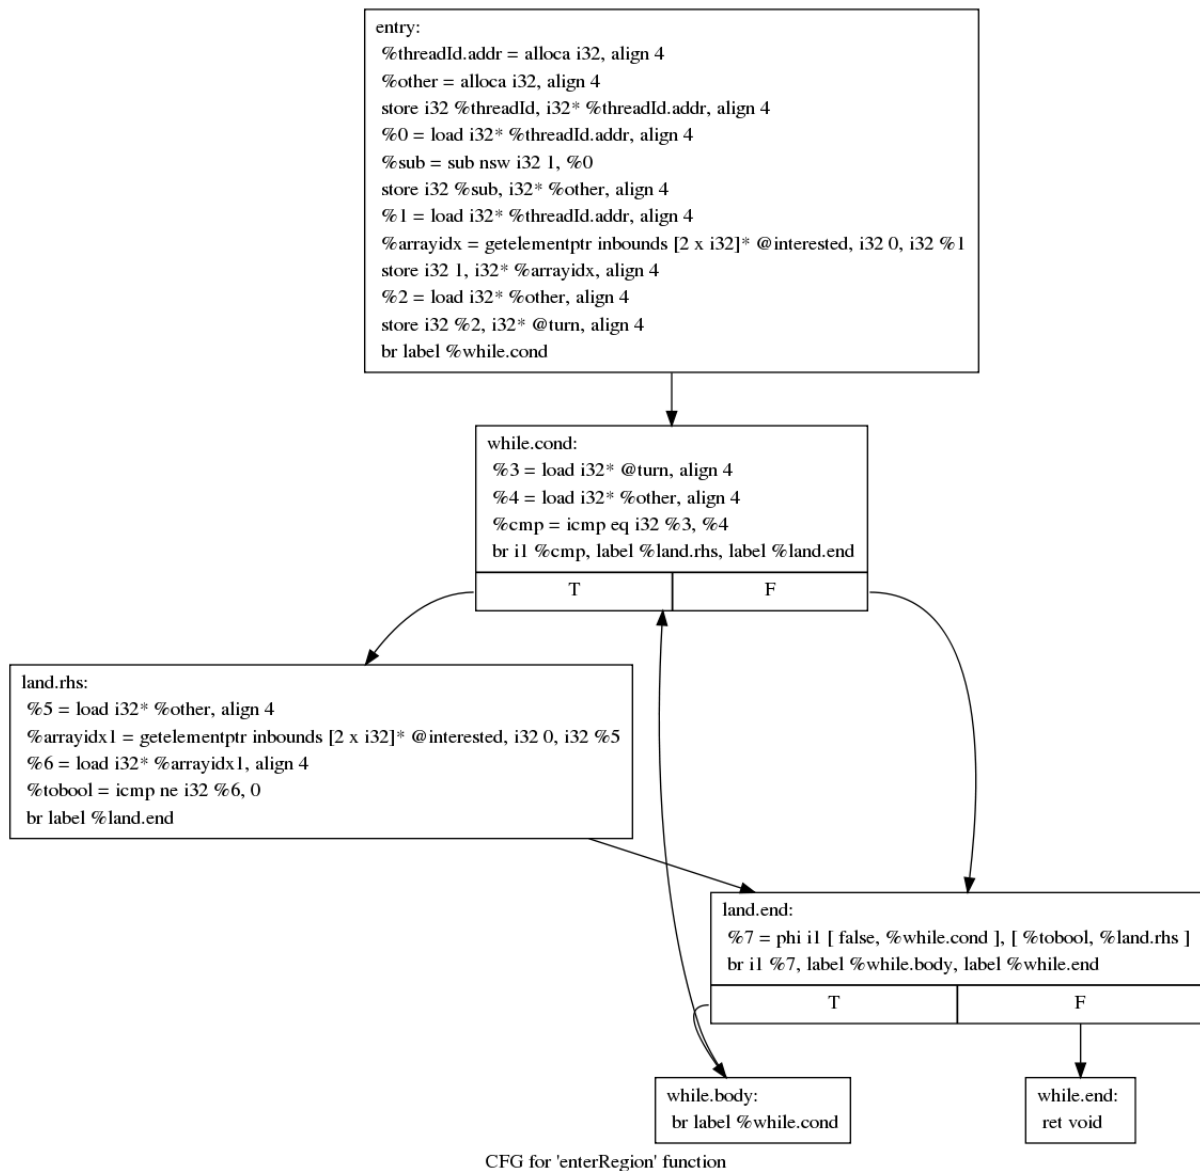 entry:
%threadId.addr = alloca i32, align 4
%other = alloca i32, align 4
store i32 %threadId, i32* %threadId.addr, align 4
%0 = load i32* %threadId.addr, align 4
%sub = sub nsw i32 1, %0
store i32 %sub, i32* %other, align 4
%1 = load i32* %threadId.addr, align 4
%arrayidx = getelementptr inbounds [2 x i32]* @interested, i32 0, i32 %1
store i32 1, i32* %arrayidx, align 4
%2 = load i32* %other, align 4
store i32 %2, i32* @turn, align 4
br label %while.cond
while.cond:
%3 = load i32* @turn, align 4
%4 = load i32* %other, align 4
%cmp = icmp eq i32 %3, %4
br i1 %cmp, label %land.rhs, label %land.end
T
F
land.rhs:
%5 = load i32* %other, align 4
%arrayidx1 = getelementptr inbounds [2 x i32]* @interested, i32 0, i32 %5
%6 = load i32* %arrayidx1, align 4
%tobool = icmp ne i32 %6, 0
br label %land.end
land.end:
%7 = phi i1 [ false, %while.cond ], [ %tobool, %land.rhs ]
br i1 %7, label %while.body, label %while.end
T
F
while.body:
br label %while.cond
while.end:
ret void
CFG for 'enterRegion' function